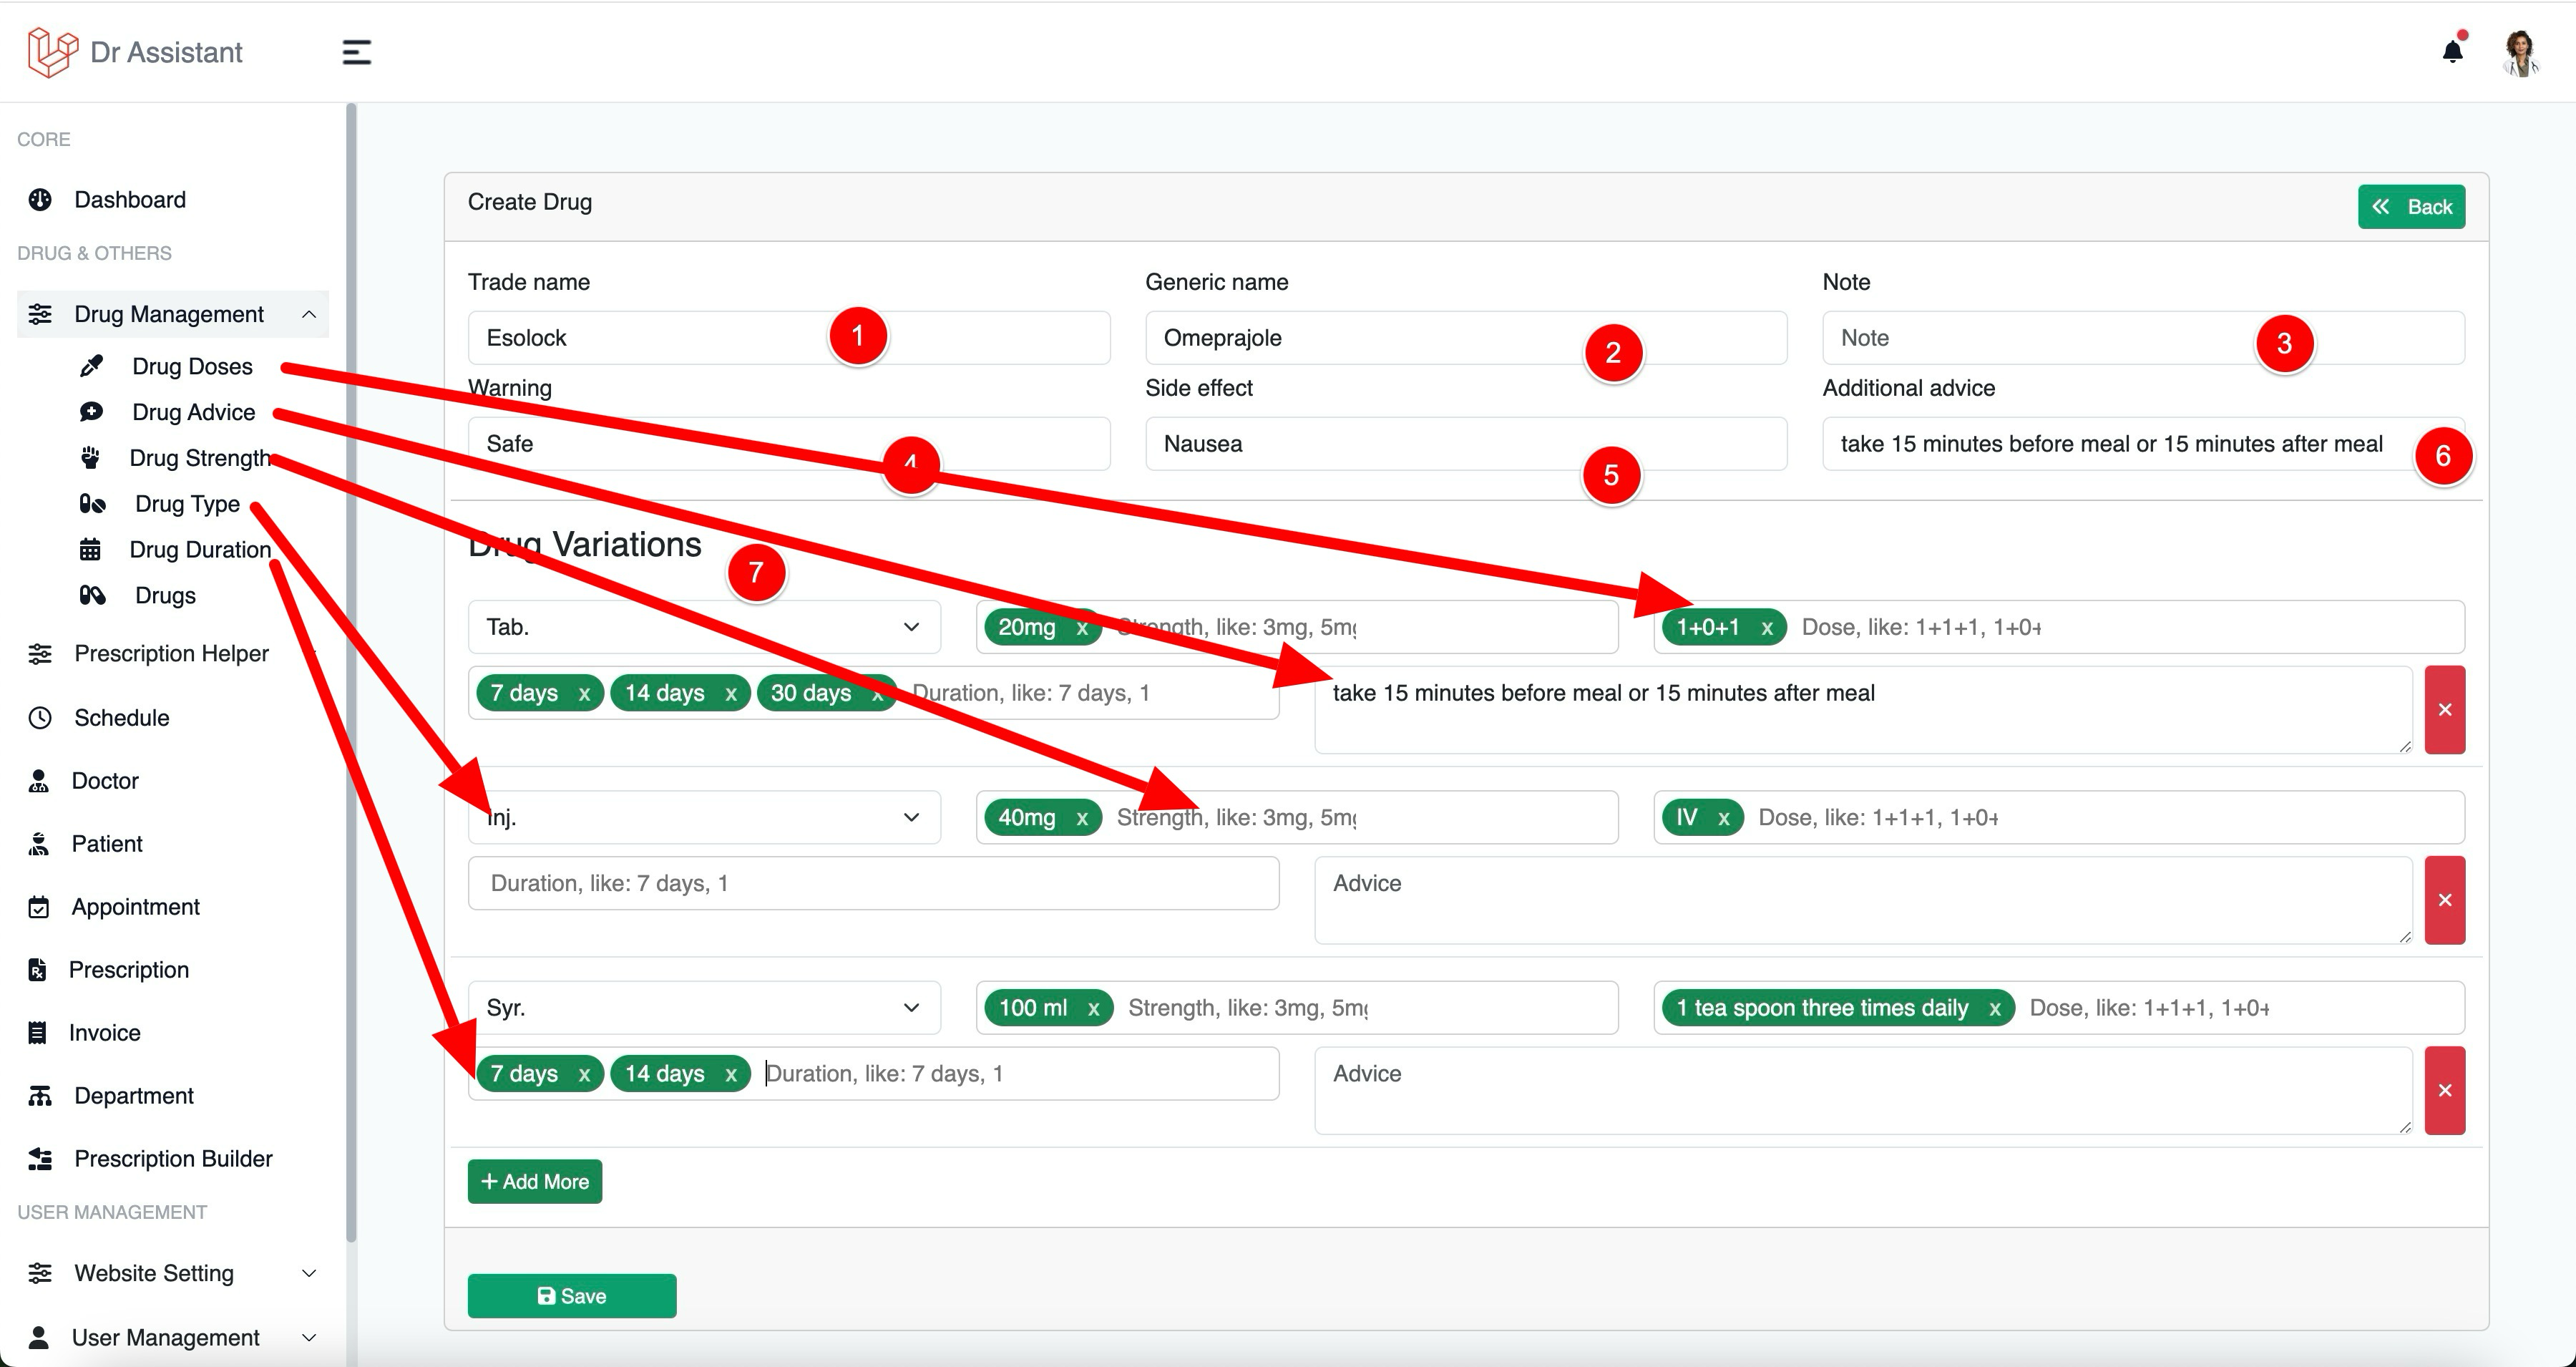 Dr Assistant
CORE
Dashboard
DRUG & OTHERS
Drug Management
Drug Doses
Drug Advice
Drug Strength
Drug Type
Drug Duration
Drugs
Prescription Helper
Schedule
Doctor
Patient
Appointment
Prescription
Invoice
Department
Prescription Builder
USER MANAGEMENT
Website Setting
User Management
Create Drug
Back
Trade name
Generic name
Note
Esolock
1
Omeprajole
2
Note
3
Warning
Side effect
Additional advice
Safe
4
Nausea
5
take 15 minutes before meal or 15 minutes after meal
6
Drug Variations
7
Tab.
20mg x
Strength, like: 3mg, 5mg
1+0+1 x
Dose, like: 1+1+1, 1+0+
7 days x
14 days x
30 days x
Duration, like: 7 days, 1
take 15 minutes before meal or 15 minutes after meal
×
Inj.
40mg x
Strength, like: 3mg, 5mg
IV x
Dose, like: 1+1+1, 1+0+
Duration, like: 7 days, 1
Advice
×
Syr.
100 ml x
Strength, like: 3mg, 5mg
1 tea spoon three times daily x
Dose, like: 1+1+1, 1+0+
7 days x
14 days x
Duration, like: 7 days, 1
Advice
×
+ Add More
Save